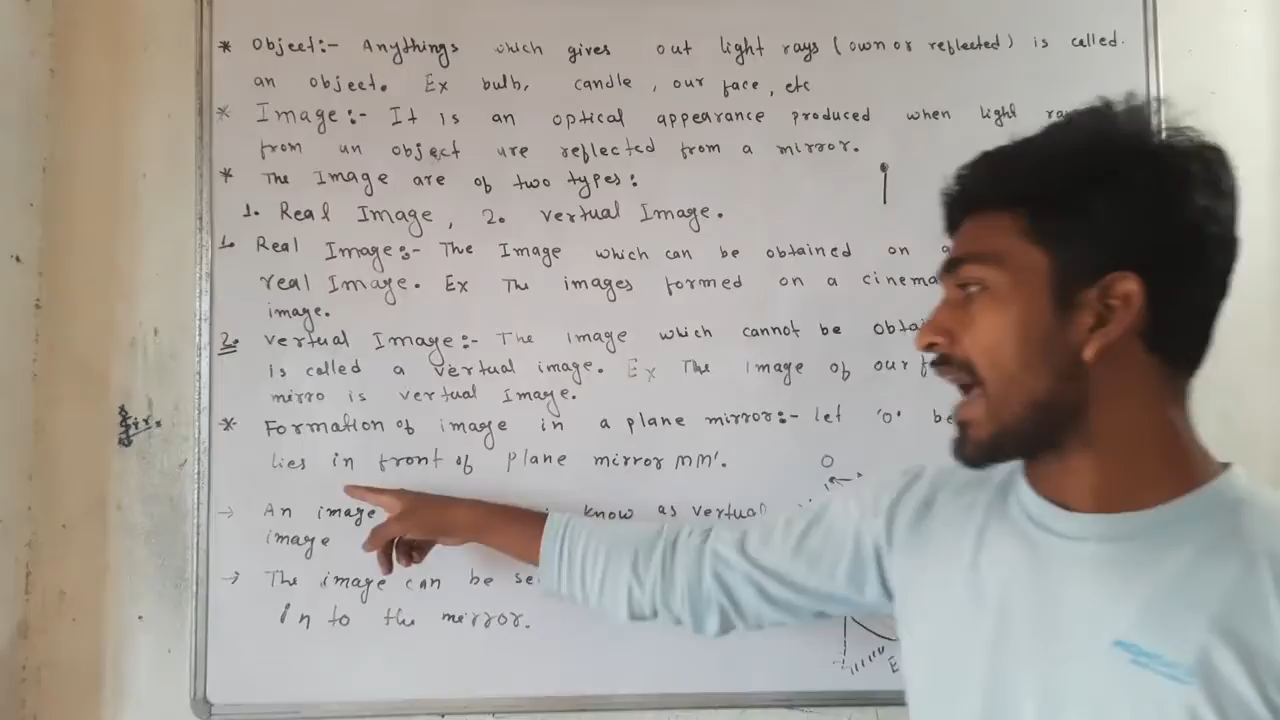 * Object:- Anythings which gives out light rays (own or reflected) is called.
an object. Ex bulb, candle, our face, etc
* Image:- It is an optical appearance produced when light
from an object are reflected from a mirror.
* The Image are of two types:
1. Real Image, 2. Vertual Image.
1. Real Image:- The Image which can be obtained on a
real Image. Ex The images formed on a cinema
image.
2. Vertual Image:- The image which cannot be
is called a vertual image. Ex The image of our
mirro is vertual Image.
* Formation of image in a plane mirror:- let 'O' be
lies in front of plane mirror MM'.
O
→ An image know as vertual
image
→ The image can be
in to the mirror.
E